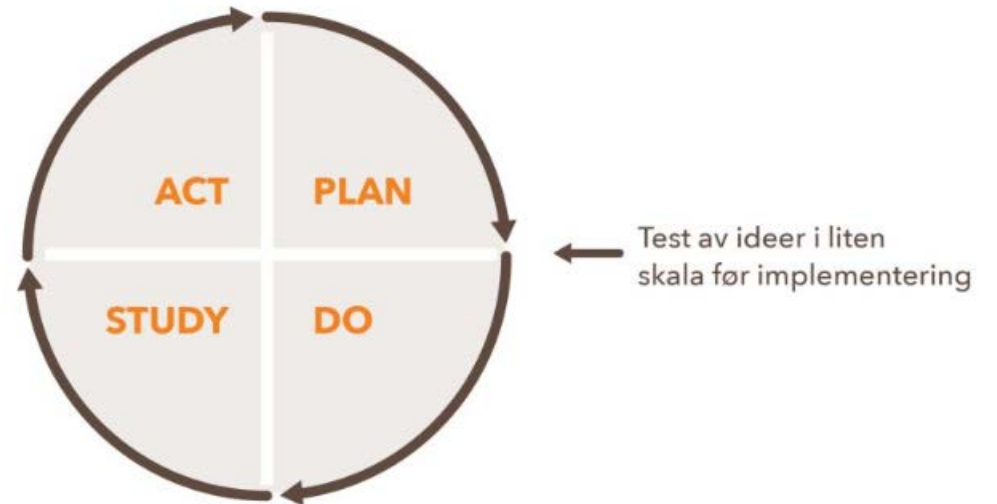 ACT
PLAN
Test av ideer i liten
skala før implementering
STUDY
DO